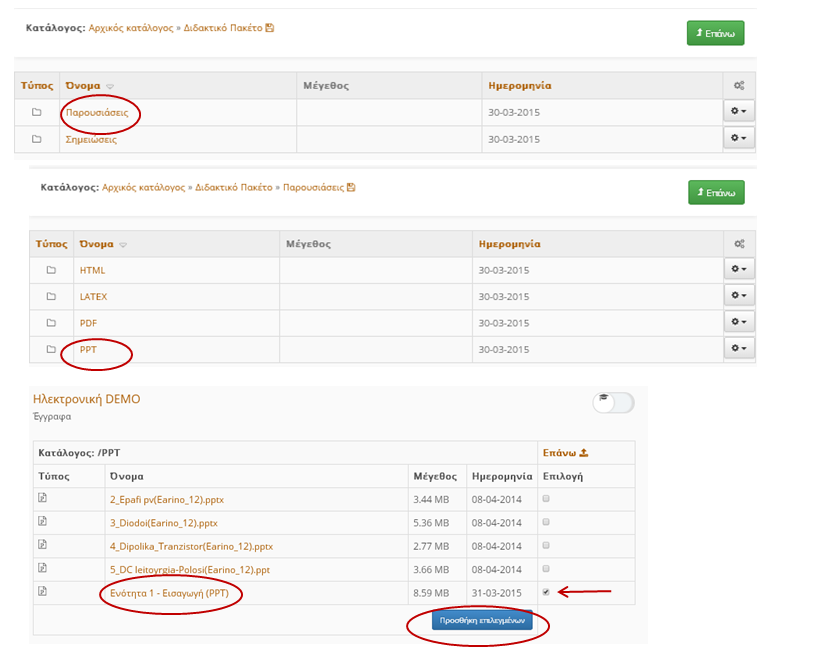 Κατάλογος: Αρχικός κατάλογος » Διδακτικό Πακέτο
Επάνω
Τύπος Όνομα Μέγεθος Ημερομηνία
Παρουσιάσεις 30-03-2015
Σημειώσεις 30-03-2015
Κατάλογος: Αρχικός κατάλογος » Διδακτικό Πακέτο » Παρουσιάσεις
Επάνω
Τύπος Όνομα Μέγεθος Ημερομηνία
HTML 30-03-2015
LATEX 30-03-2015
PDF 30-03-2015
PPT 30-03-2015
Ηλεκτρονική DEMO
Έγγραφα
Κατάλογος: /PPT Επάνω
Τύπος Όνομα Μέγεθος Ημερομηνία Επιλογή
2_Epafi pv(Earino_12).pptx 3.44 MB 08-04-2014
3_Diodoi(Earino_12).pptx 5.36 MB 08-04-2014
4_Dipolika_Tranzistor(Earino_12).pptx 2.77 MB 08-04-2014
5_DC leitoyrgia-Polosi(Earino_12).ppt 3.66 MB 08-04-2014
Ενότητα 1 - Εισαγωγή (PPT) 8.59 MB 31-03-2015
Προσθήκη επιλεγμένων